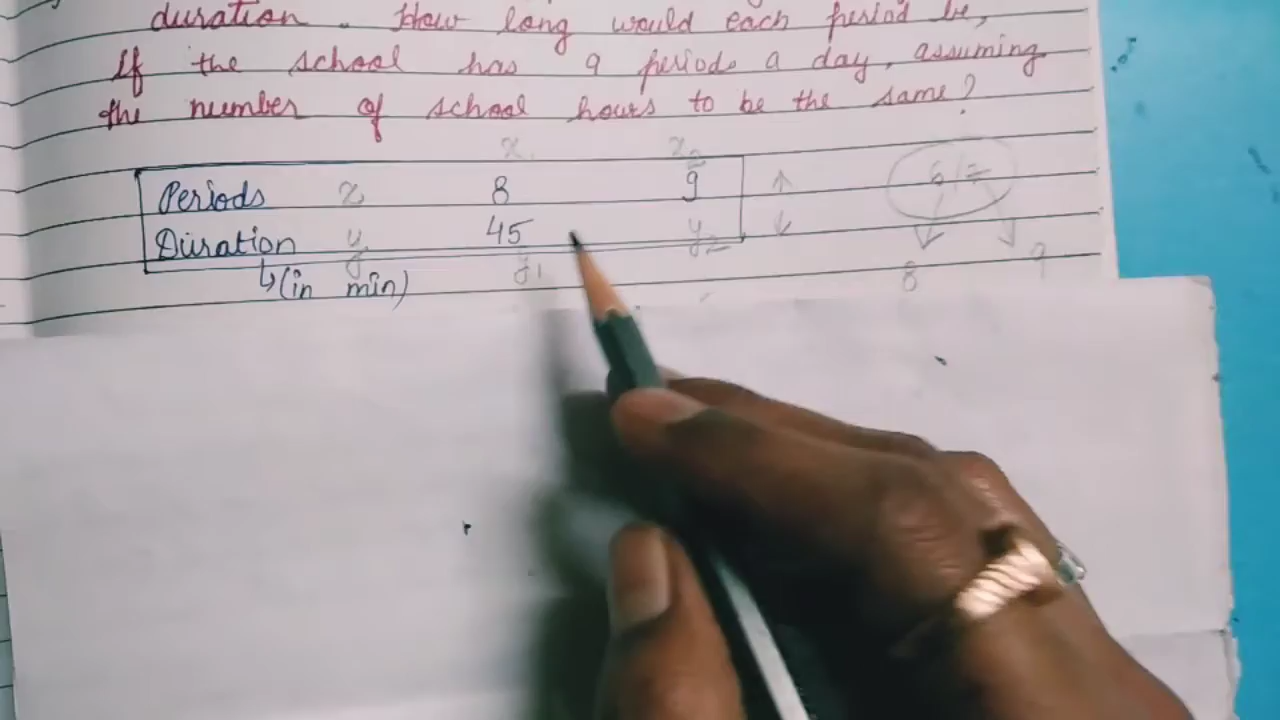 duration. How long would each period be,
If the school has 9 periods a day, assuming
the number of school hours to be the same?
x₁ x₂
Periods x 8 9 ↑
Duration y 45 y₂ ↓
↳(in min) y₁
8 9